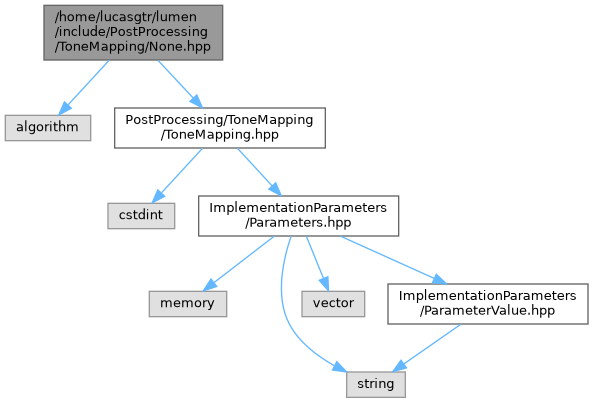 /home/lucasgtr/lumen
/include/PostProcessing
/ToneMapping/None.hpp
algorithm
PostProcessing/ToneMapping
/ToneMapping.hpp
cstdint
ImplementationParameters
/Parameters.hpp
memory
vector
ImplementationParameters
/ParameterValue.hpp
string